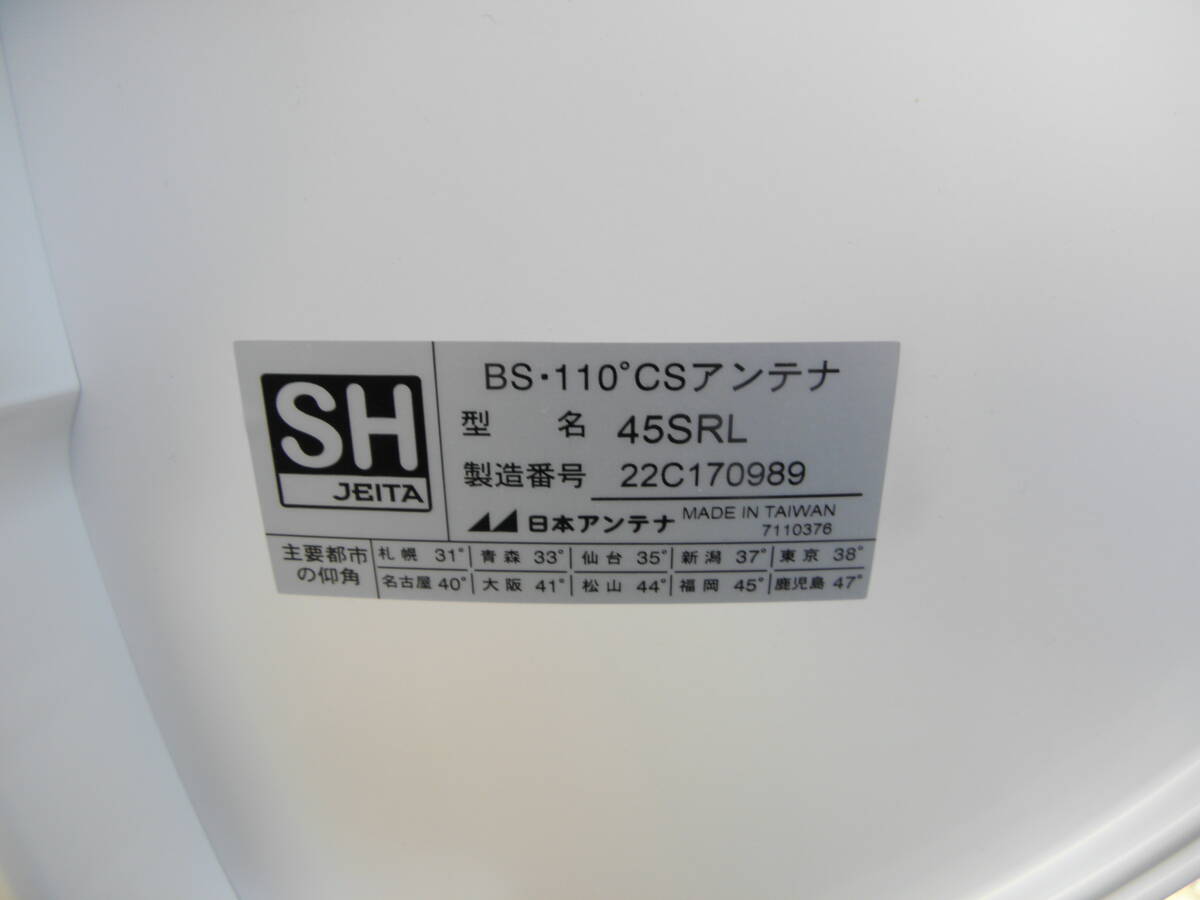 SH
JEITA
BS・110°CSアンテナ
型 名 45SRL
製造番号 22C170989
日本アンテナ MADE IN TAIWAN
7110376
主要都市
の仰角
札幌 31° 青森 33° 仙台 35° 新潟 37° 東京 38°
名古屋 40° 大阪 41° 松山 44° 福岡 45° 鹿児島 47°